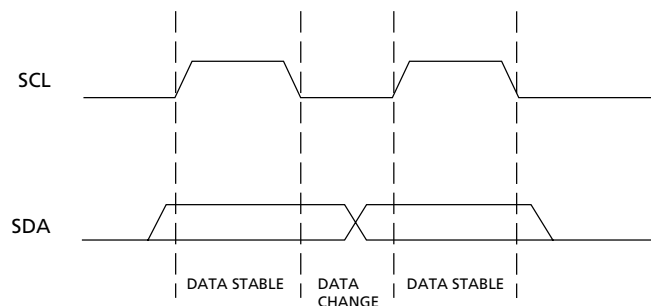 SCL
SDA
DATA STABLE
DATA
CHANGE
DATA STABLE